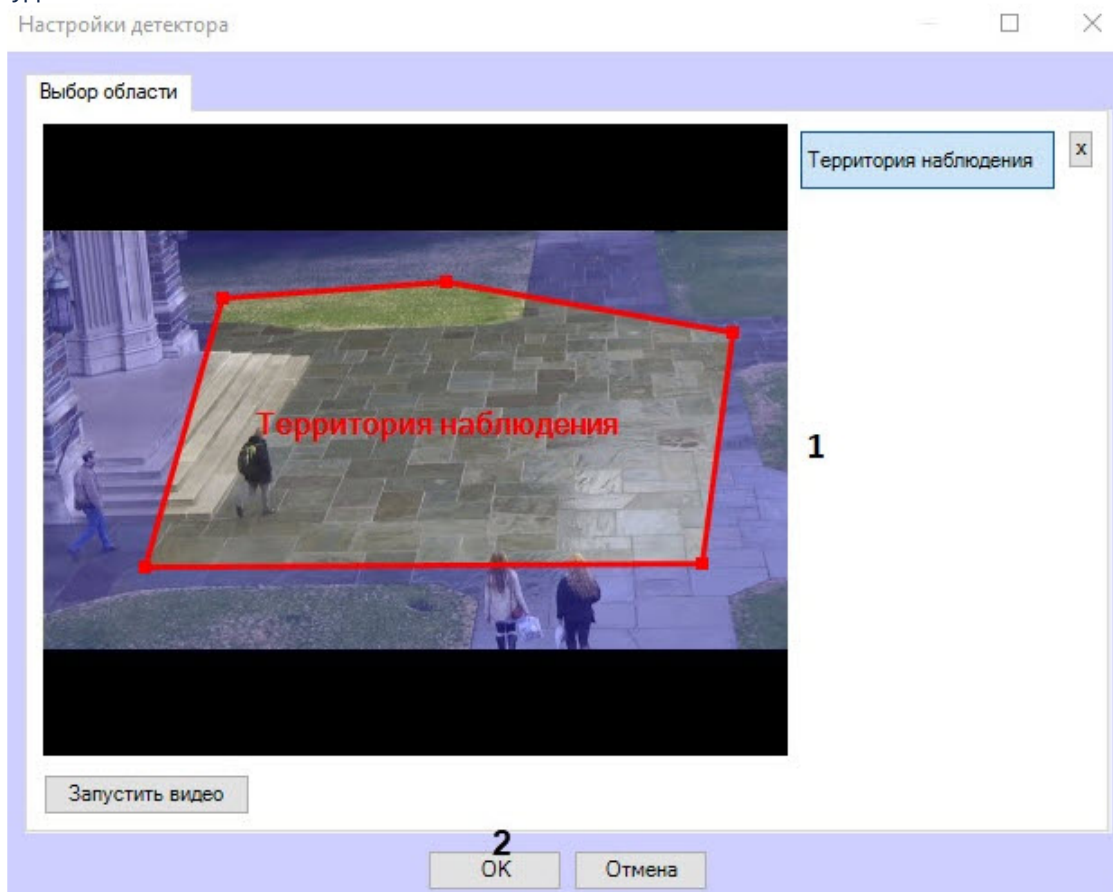 Настройки детектора
Выбор области
Территория наблюдения
x
Территория наблюдения
1
Запустить видео
2
OK
Отмена